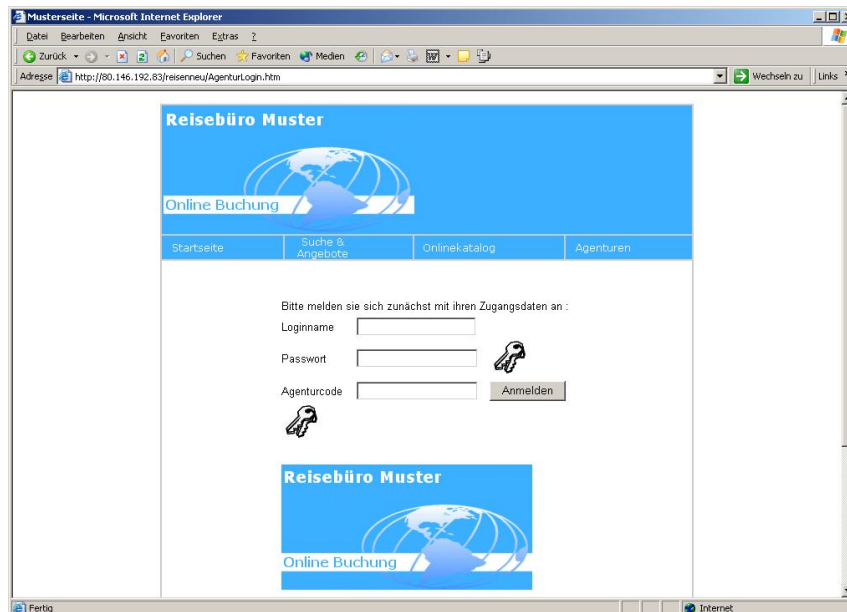 Musterseite - Microsoft Internet Explorer
Datei Bearbeiten Ansicht Favoriten Extras ?
Zurück Suchen Favoriten Medien
Adresse http://80.146.192.83/reisenneu/AgenturLogin.htm Wechseln zu Links
Reisebüro Muster
Online Buchung
Startseite Suche & Angebote Onlinekatalog Agenturen
Bitte melden sie sich zunächst mit ihren Zugangsdaten an :
Loginname
Passwort
Agenturcode Anmelden
Reisebüro Muster
Online Buchung
Fertig Internet